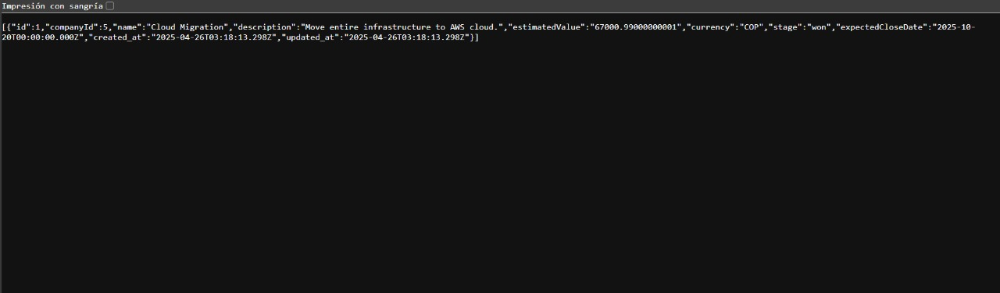 Impresión con sangría
[{"id":1,"companyId":5,"name":"Cloud Migration","description":"Move entire infrastructure to AWS cloud.","estimatedValue":"67000.99000000001","currency":"COP","stage":"won","expectedCloseDate":"2025-10-
20T00:00:00.000Z","created_at":"2025-04-26T03:18:13.298Z","updated_at":"2025-04-26T03:18:13.298Z"}]